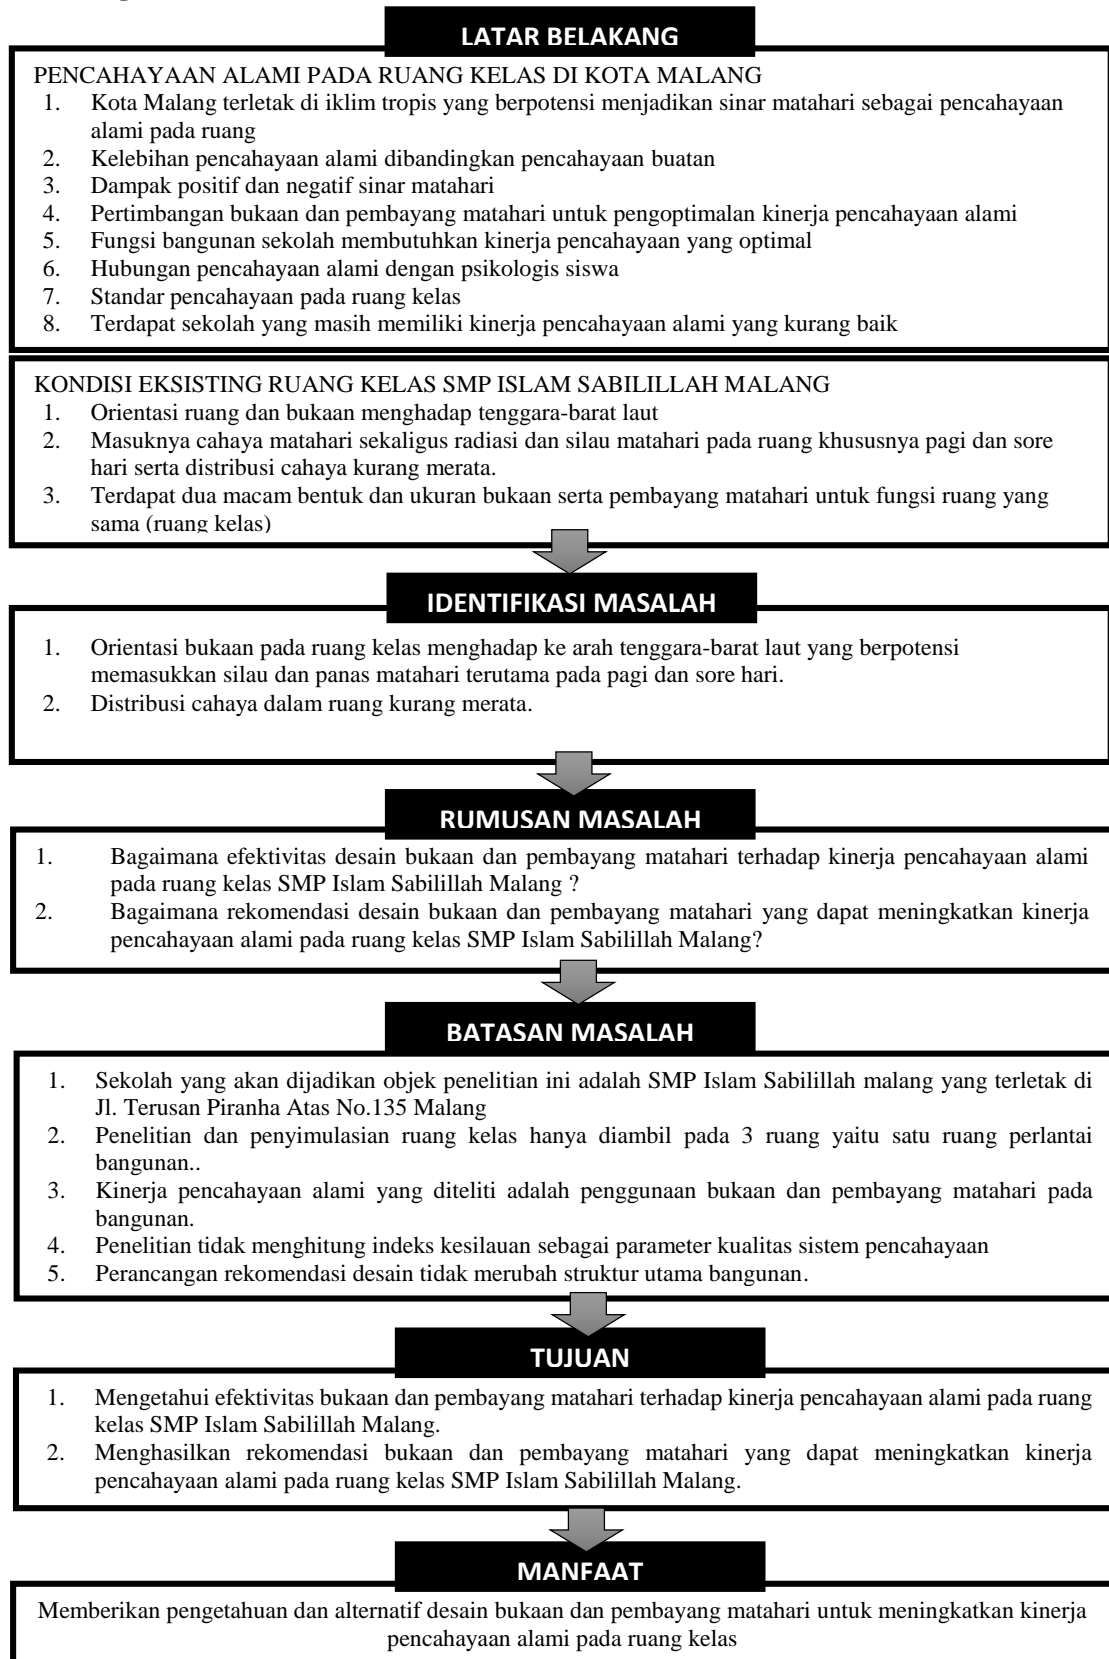 LATAR BELAKANG
PENCAHAYAAN ALAMI PADA RUANG KELAS DI KOTA MALANG
1. Kota Malang terletak di iklim tropis yang berpotensi menjadikan sinar matahari sebagai pencahayaan
alami pada ruang
2. Kelebihan pencahayaan alami dibandingkan pencahayaan buatan
3. Dampak positif dan negatif sinar matahari
4. Pertimbangan bukaan dan pembayang matahari untuk pengoptimalan kinerja pencahayaan alami
5. Fungsi bangunan sekolah membutuhkan kinerja pencahayaan yang optimal
6. Hubungan pencahayaan alami dengan psikologis siswa
7. Standar pencahayaan pada ruang kelas
8. Terdapat sekolah yang masih memiliki kinerja pencahayaan alami yang kurang baik
KONDISI EKSISTING RUANG KELAS SMP ISLAM SABILILLAH MALANG
1. Orientasi ruang dan bukaan menghadap tenggara-barat laut
2. Masuknya cahaya matahari sekaligus radiasi dan silau matahari pada ruang khususnya pagi dan sore
hari serta distribusi cahaya kurang merata.
3. Terdapat dua macam bentuk dan ukuran bukaan serta pembayang matahari untuk fungsi ruang yang
sama (ruang kelas)
IDENTIFIKASI MASALAH
1. Orientasi bukaan pada ruang kelas menghadap ke arah tenggara-barat laut yang berpotensi
memasukkan silau dan panas matahari terutama pada pagi dan sore hari.
2. Distribusi cahaya dalam ruang kurang merata.
RUMUSAN MASALAH
1. Bagaimana efektivitas desain bukaan dan pembayang matahari terhadap kinerja pencahayaan alami
pada ruang kelas SMP Islam Sabilillah Malang ?
2. Bagaimana rekomendasi desain bukaan dan pembayang matahari yang dapat meningkatkan kinerja
pencahayaan alami pada ruang kelas SMP Islam Sabilillah Malang?
BATASAN MASALAH
1. Sekolah yang akan dijadikan objek penelitian ini adalah SMP Islam Sabilillah malang yang terletak di
Jl. Terusan Piranha Atas No.135 Malang
2. Penelitian dan penyimulasian ruang kelas hanya diambil pada 3 ruang yaitu satu ruang perlantai
bangunan..
3. Kinerja pencahayaan alami yang diteliti adalah penggunaan bukaan dan pembayang matahari pada
bangunan.
4. Penelitian tidak menghitung indeks kesilauan sebagai parameter kualitas sistem pencahayaan
5. Perancangan rekomendasi desain tidak merubah struktur utama bangunan.
TUJUAN
1. Mengetahui efektivitas bukaan dan pembayang matahari terhadap kinerja pencahayaan alami pada ruang
kelas SMP Islam Sabilillah Malang.
2. Menghasilkan rekomendasi bukaan dan pembayang matahari yang dapat meningkatkan kinerja
pencahayaan alami pada ruang kelas SMP Islam Sabilillah Malang.
MANFAAT
Memberikan pengetahuan dan alternatif desain bukaan dan pembayang matahari untuk meningkatkan kinerja
pencahayaan alami pada ruang kelas